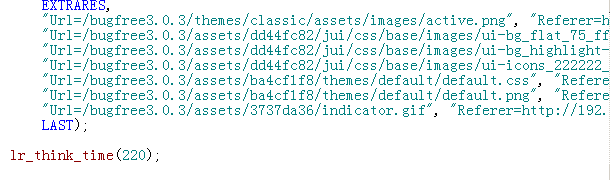 EXTRARES,
"Url=/bugfree3.0.3/themes/classic/assets/images/active.png", "Referer=h
"Url=/bugfree3.0.3/assets/dd44fc82/jui/css/base/images/ui-bg_flat_75_ff
"Url=/bugfree3.0.3/assets/dd44fc82/jui/css/base/images/ui-bg_highlight-
"Url=/bugfree3.0.3/assets/dd44fc82/jui/css/base/images/ui-icons_222222_
"Url=/bugfree3.0.3/assets/ba4cf1f8/themes/default/default.css", "Refere
"Url=/bugfree3.0.3/assets/ba4cf1f8/themes/default/default.png", "Refere
"Url=/bugfree3.0.3/assets/3737da36/indicator.gif", "Referer=http://192.
LAST);
lr_think_time(220);